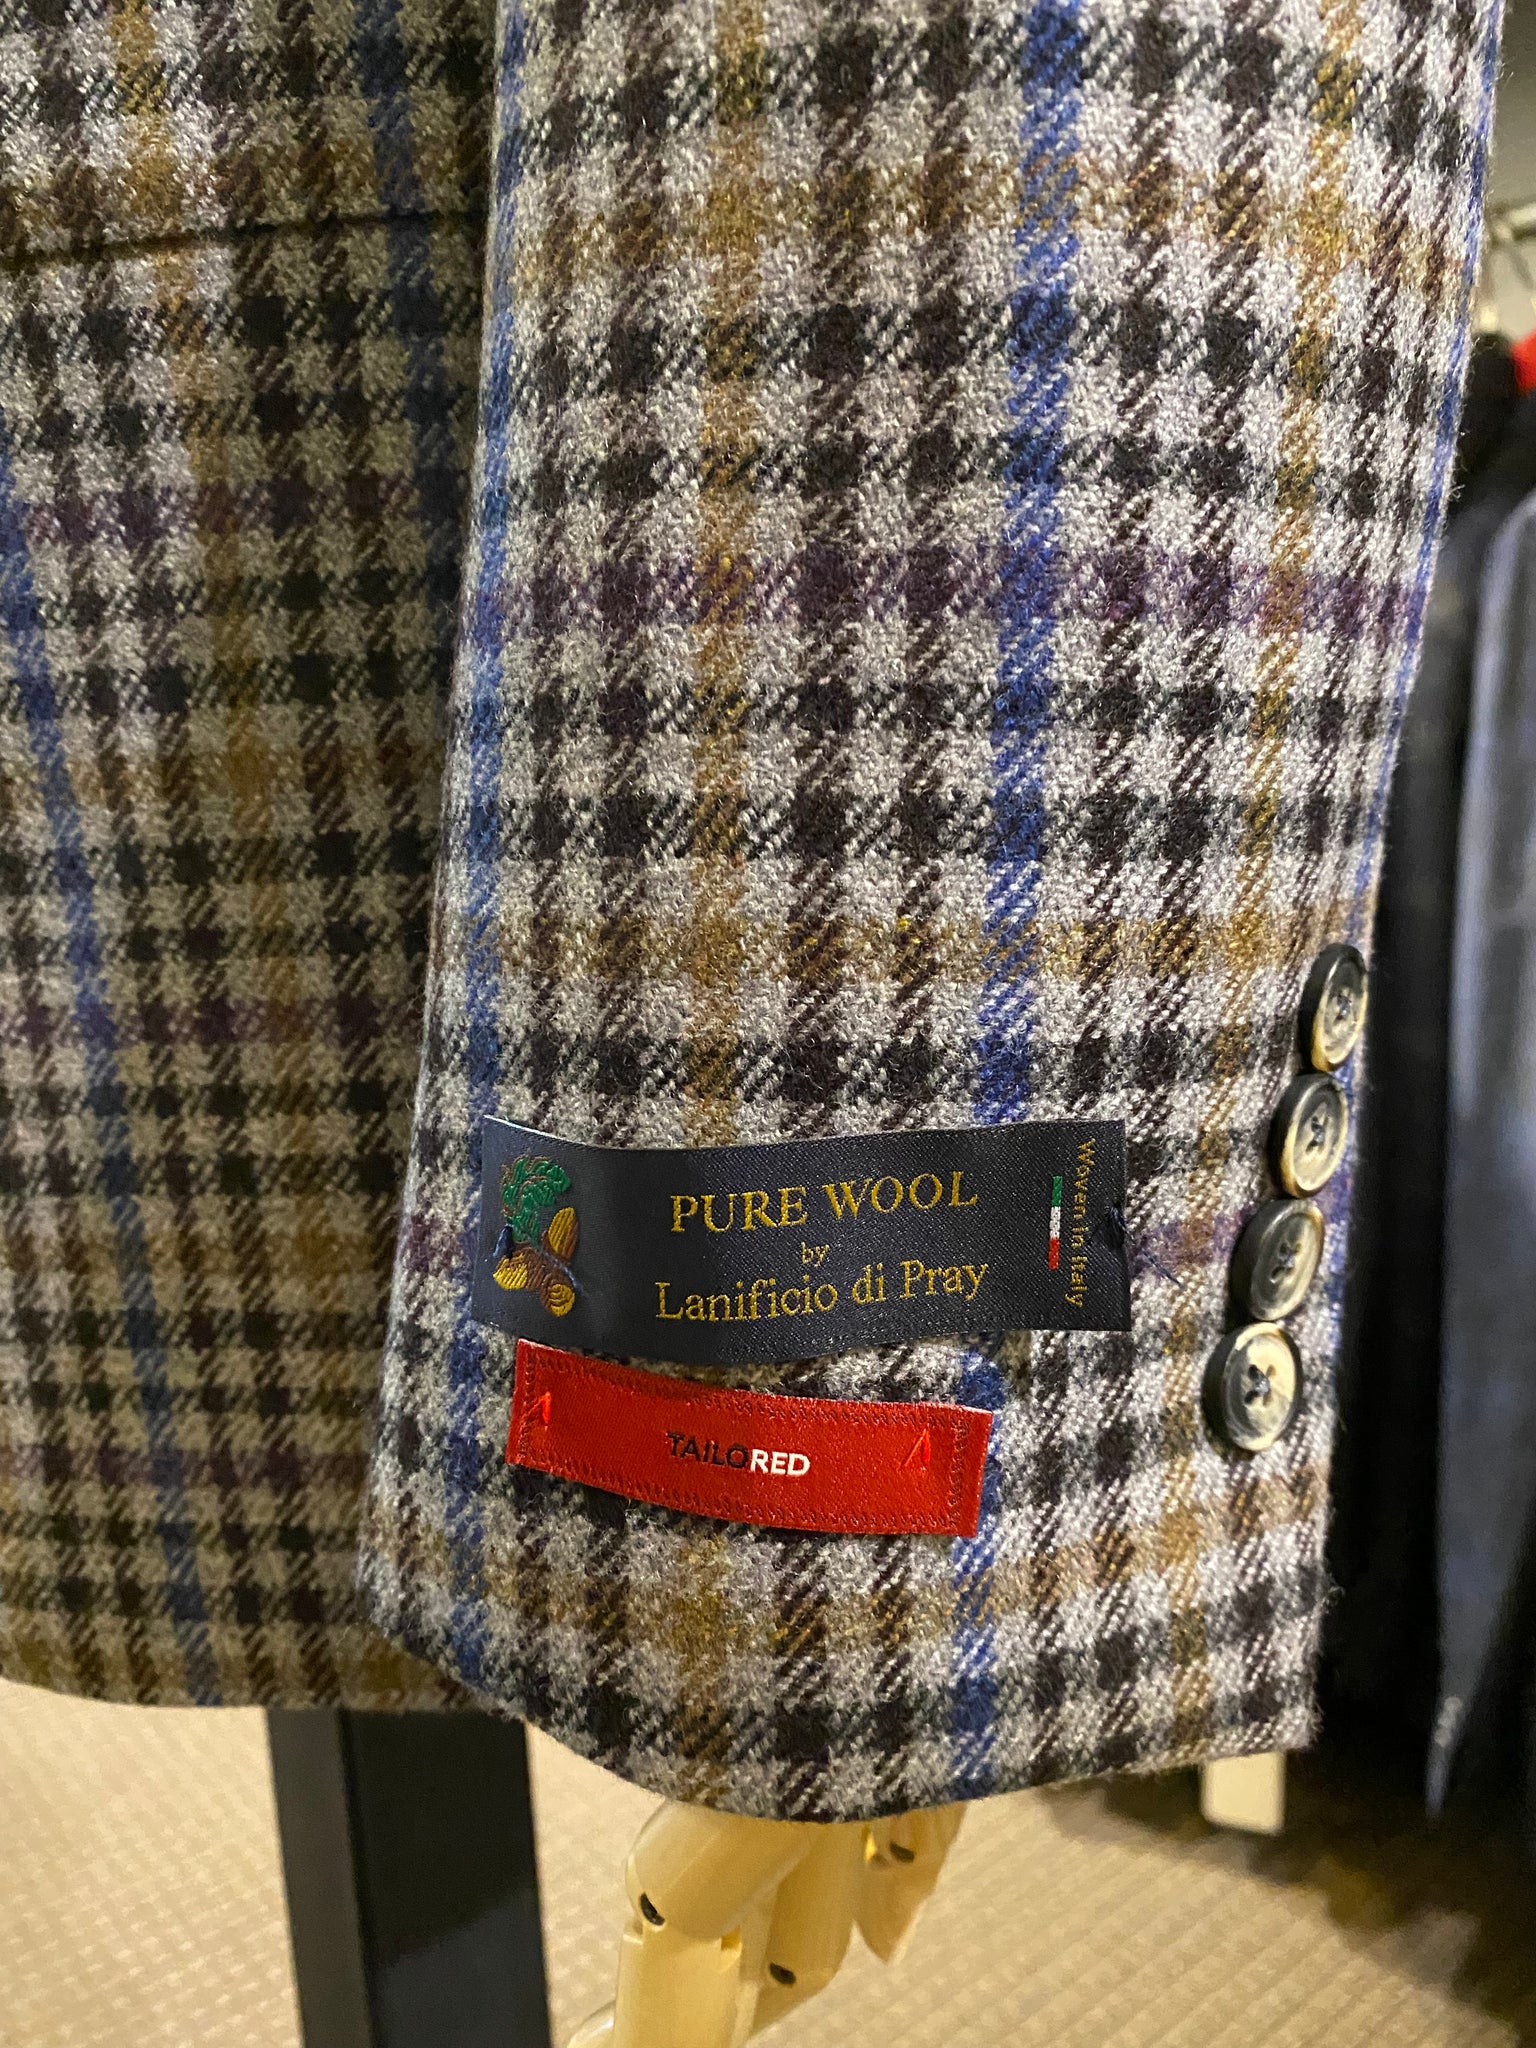 PURE WOOL
by
Lanificio di Pray
Woven in Italy
TAILORED